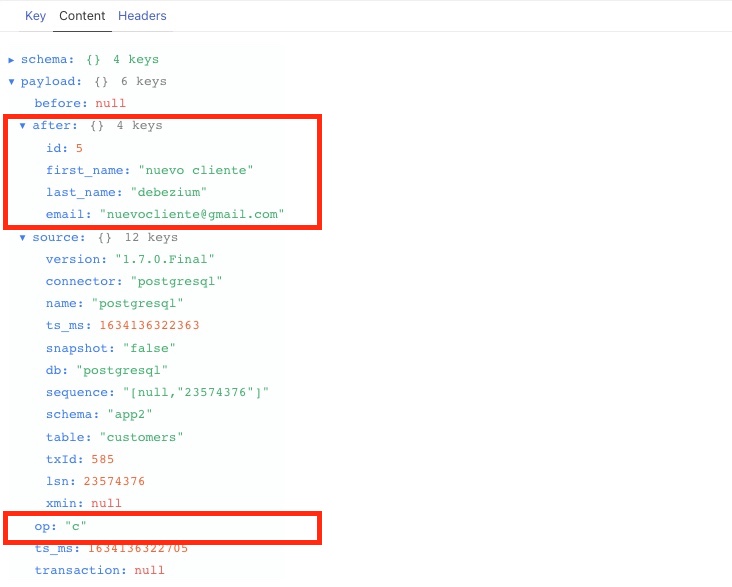 Key Content Headers
▸ schema: {} 4 keys
▾ payload: {} 6 keys
before: null
▾ after: {} 4 keys
id: 5
first_name: "nuevo cliente"
last_name: "debezium"
email: "nuevocliente@gmail.com"
▾ source: {} 12 keys
version: "1.7.0.Final"
connector: "postgresql"
name: "postgresql"
ts_ms: 1634136322363
snapshot: "false"
db: "postgresql"
sequence: "[null,"23574376"]"
schema: "app2"
table: "customers"
txId: 585
lsn: 23574376
xmin: null
op: "c"
ts_ms: 1634136322705
transaction: null